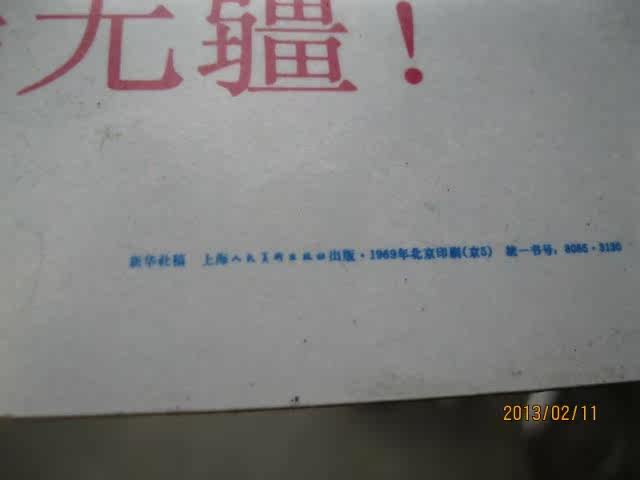 无疆！
新华社稿 上海人民美术出版社出版·1969年北京印刷(京5) 统一书号：8085·3130
2013/02/11